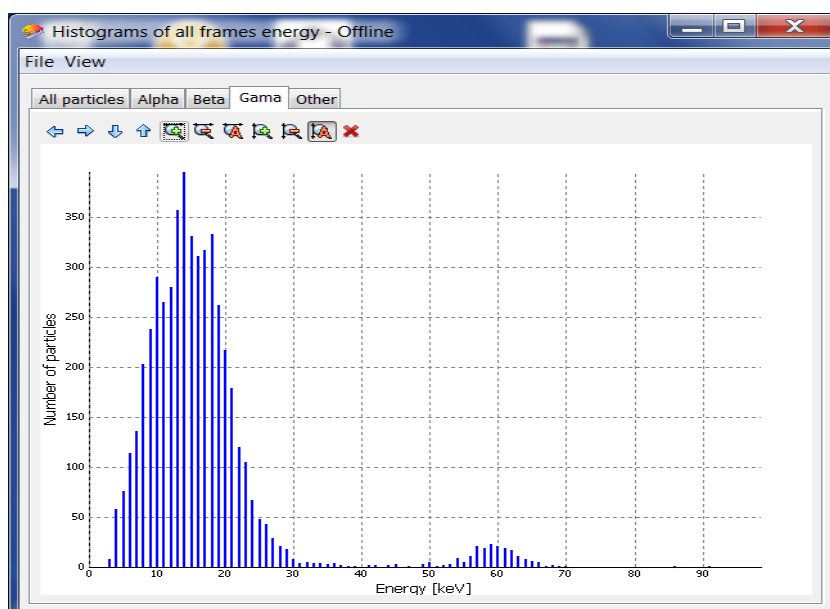 Histograms of all frames energy - Offline
File View
All particles Alpha Beta Gama Other
350
300
250
200
150
100
50
0
Number of particles
0 10 20 30 40 50 60 70 80 90
Energy [keV]